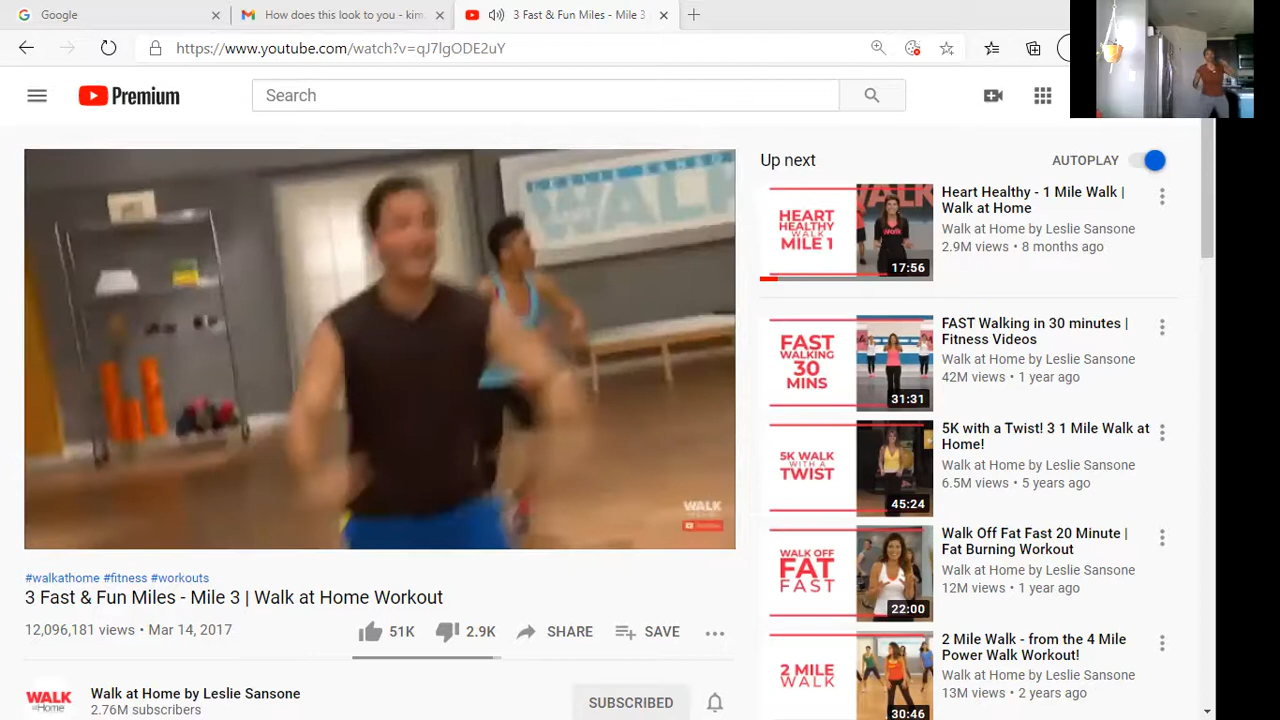 Google
How does this look to you - kim
3 Fast & Fun Miles - Mile 3
https://www.youtube.com/watch?v=qJ7lgODE2uY
Premium
Search
WALK
WALK
Up next
AUTOPLAY
HEART
HEALTHY
WALK
MILE 1
17:56
Heart Healthy - 1 Mile Walk |
Walk at Home
Walk at Home by Leslie Sansone
2.9M views • 8 months ago
FAST
WALKING
30
MINS
31:31
FAST Walking in 30 minutes |
Fitness Videos
Walk at Home by Leslie Sansone
42M views • 1 year ago
5K WALK
WITH A
TWIST
45:24
5K with a Twist! 3 1 Mile Walk at
Home!
Walk at Home by Leslie Sansone
6.5M views • 5 years ago
WALK OFF
FAT
FAST
22:00
Walk Off Fat Fast 20 Minute |
Fat Burning Workout
Walk at Home by Leslie Sansone
12M views • 1 year ago
2 MILE
WALK
30:46
2 Mile Walk - from the 4 Mile
Power Walk Workout!
Walk at Home by Leslie Sansone
13M views • 2 years ago
#walkathome #fitness #workouts
3 Fast & Fun Miles - Mile 3 | Walk at Home Workout
12,096,181 views • Mar 14, 2017
51K
2.9K
SHARE
SAVE
WALK
at Home
Walk at Home by Leslie Sansone
2.76M subscribers
SUBSCRIBED